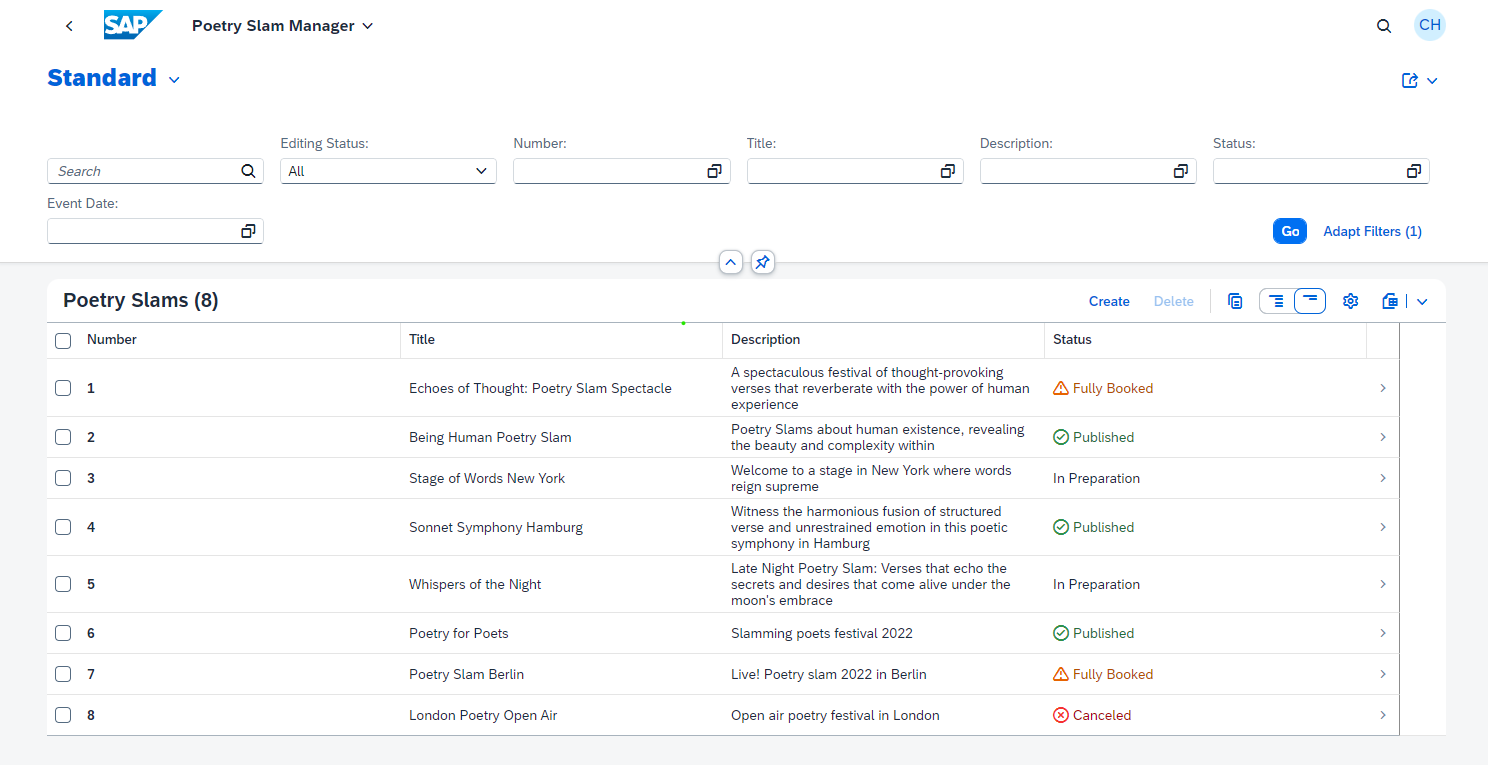 SAP Poetry Slam Manager CH
Standard
Editing Status: Number: Title: Description: Status:
Search All
Event Date:
Go Adapt Filters (1)
Poetry Slams (8) Create Delete
Number Title Description Status
1 Echoes of Thought: Poetry Slam Spectacle A spectacular festival of thought-provoking
verses that reverberate with the power of human
experience Fully Booked
2 Being Human Poetry Slam Poetry Slams about human existence, revealing
the beauty and complexity within Published
3 Stage of Words New York Welcome to a stage in New York where words
reign supreme In Preparation
4 Sonnet Symphony Hamburg Witness the harmonious fusion of structured
verse and unrestrained emotion in this poetic
symphony in Hamburg Published
5 Whispers of the Night Late Night Poetry Slam: Verses that echo the
secrets and desires that come alive under the
moon's embrace In Preparation
6 Poetry for Poets Slamming poets festival 2022 Published
7 Poetry Slam Berlin Live! Poetry slam 2022 in Berlin Fully Booked
8 London Poetry Open Air Open air poetry festival in London Canceled